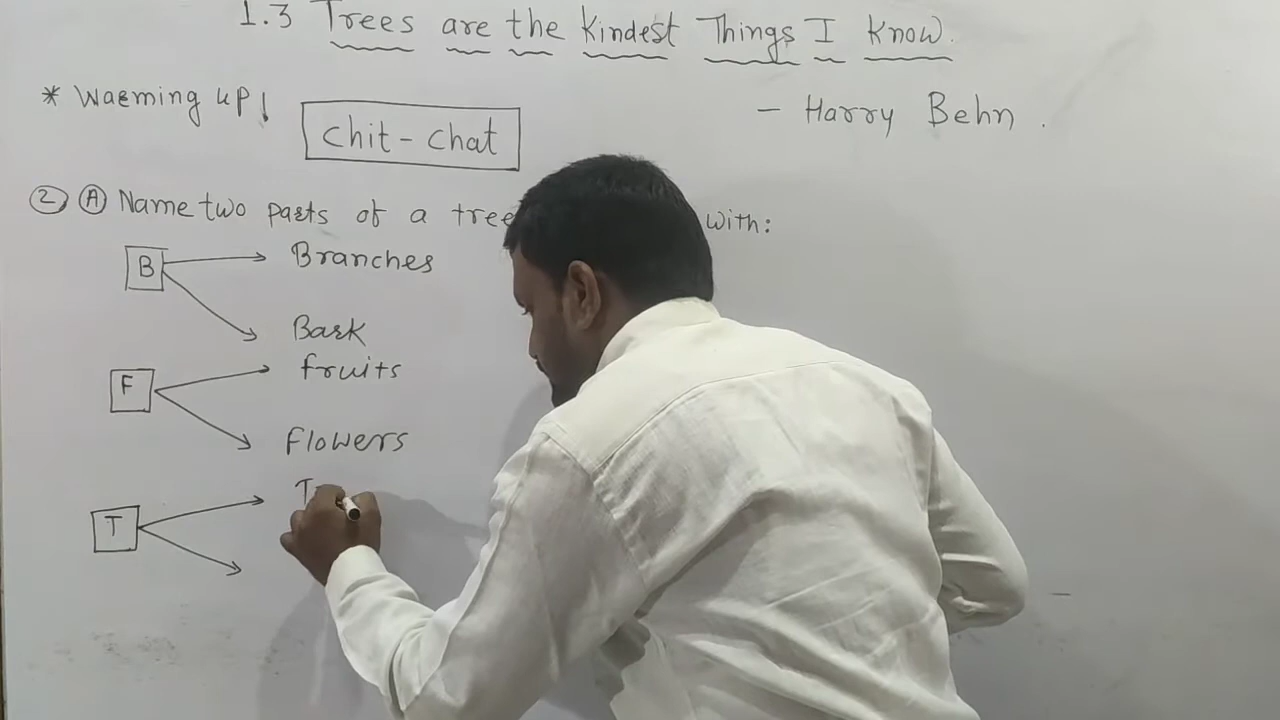 1.3 Trees are the Kindest Things I Know.
* Warming up!
- Harry Behn.
Chit-Chat
2 A Name two parts of a tree with:
B
Branches
Bark
F
fruits
Flowers
T
T